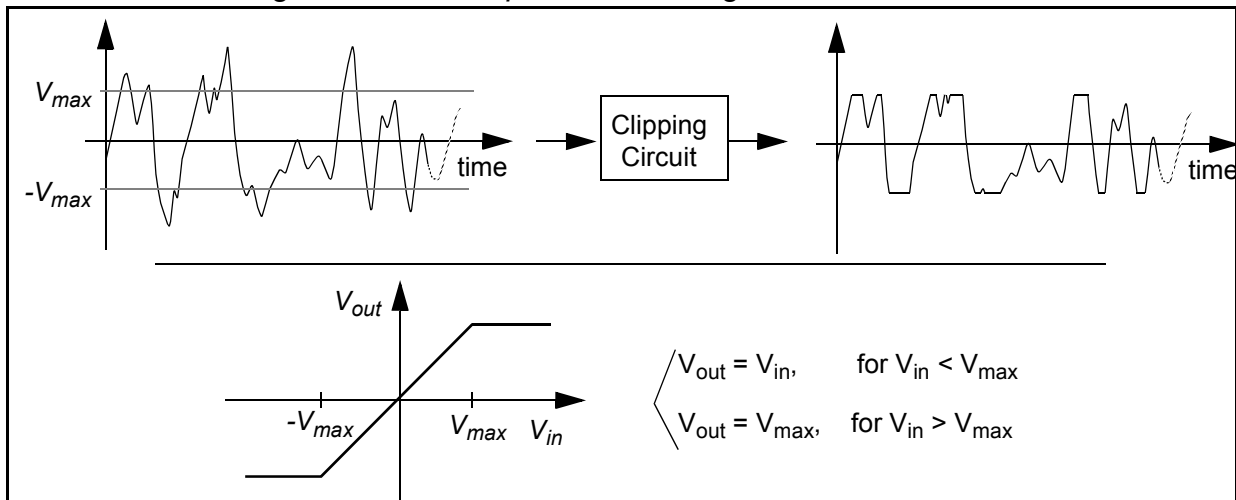 V_max
-V_max
time
Clipping
Circuit
time
V_out
-V_max
V_max
V_in
V_out = V_in, for V_in < V_max
V_out = V_max, for V_in > V_max